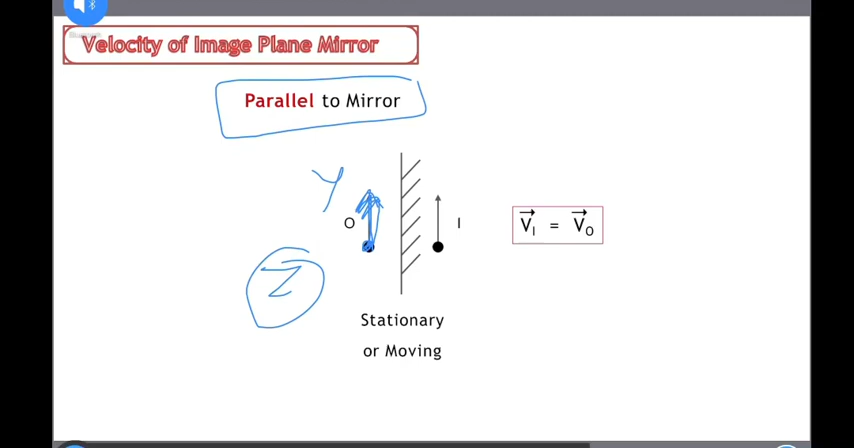 Velocity of Image Plane Mirror
Parallel to Mirror
Y
O
I
V⃗I = V⃗O
Z
Stationary
or Moving